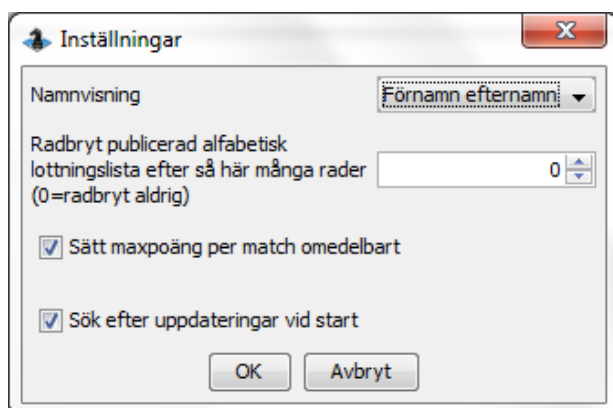 Inställningar
Namnvisning
Förnamn efternamn
Radbryt publicerad alfabetisk
lottningslista efter så här många rader
(0=radbryt aldrig)
0
Sätt maxpoäng per match omedelbart
Sök efter uppdateringar vid start
OK
Avbryt